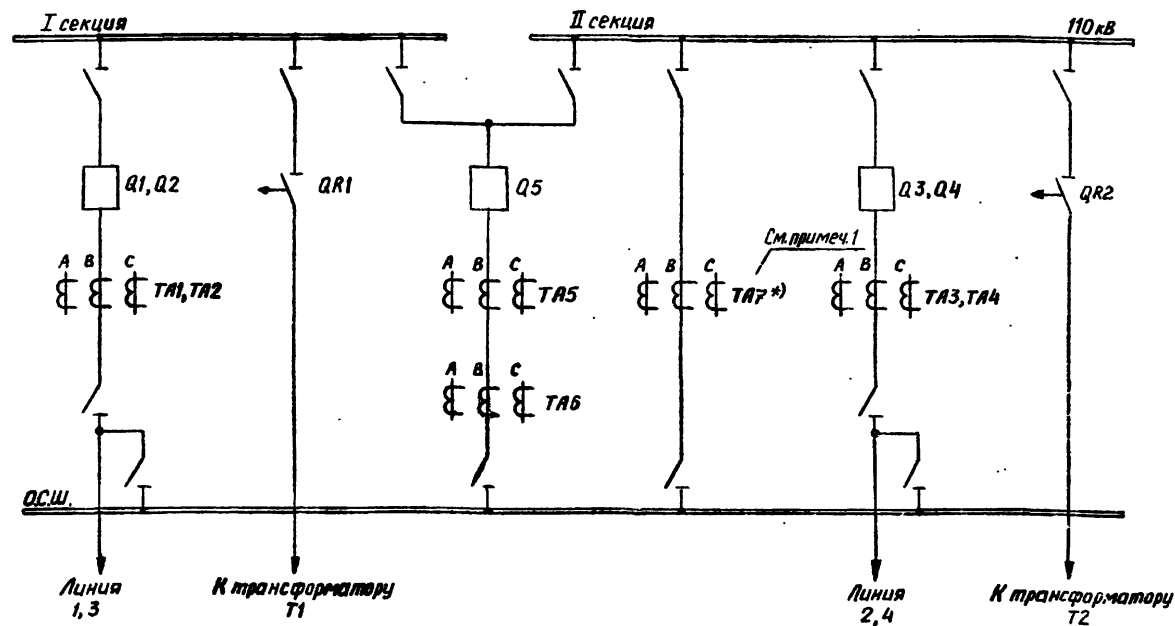 I секция
II секция
110 кВ
Q1, Q2
QR1
Q5
Q3, Q4
QR2
См. примеч. 1
A B C
TA1, TA2
A B C
TA5
A B C
TA7 *)
A B C
TA3, TA4
A B C
TA6
О.С.Ш.
Линия
1, 3
К трансформатору
T1
Линия
2, 4
К трансформатору
T2